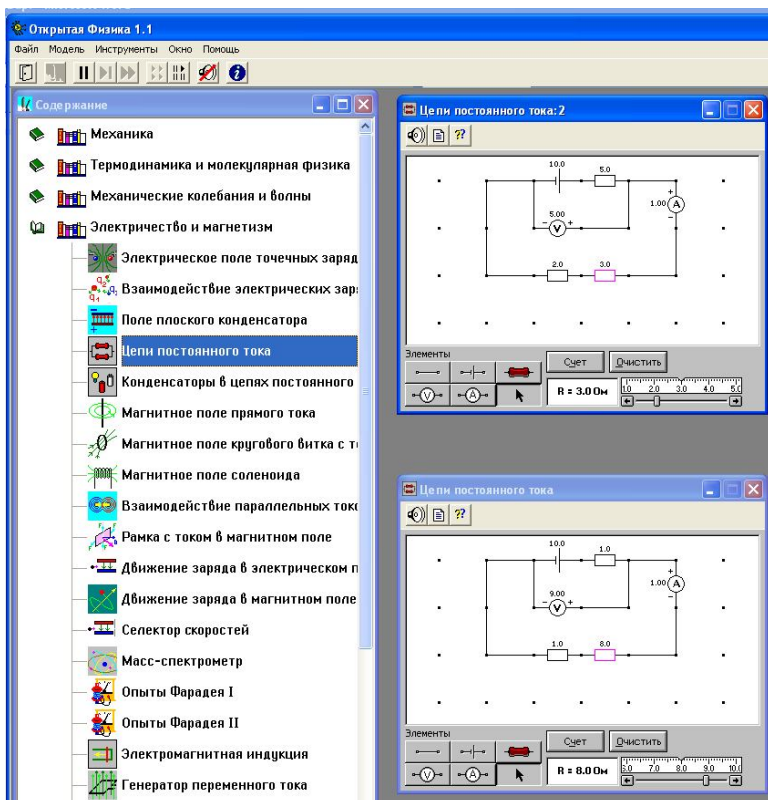 Открытая Физика 1.1
Файл Модель Инструменты Окно Помощь
Содержание
Механика
Термодинамика и молекулярная физика
Механические колебания и волны
Электричество и магнетизм
Электрическое поле точечных заряд
Взаимодействие электрических зар
Поле плоского конденсатора
Цепи постоянного тока
Конденсаторы в цепях постоянного
Магнитное поле прямого тока
Магнитное поле кругового витка с т
Магнитное поле соленоида
Взаимодействие параллельных токо
Рамка с током в магнитном поле
Движение заряда в электрическом п
Движение заряда в магнитном поле
Селектор скоростей
Масс-спектрометр
Опыты Фарадея I
Опыты Фарадея II
Электромагнитная индукция
Генератор переменного тока
Цепи постоянного тока:2
10.0 5.0
5.00
1.00 A
V
2.0 3.0
Элементы
Счет Очистить
V A
R = 3.0 Ом
1.0 2.0 3.0 4.0 5.0
Цепи постоянного тока
10.0 1.0
9.00
1.00 A
V
1.0 8.0
Элементы
Счет Очистить
V A
R = 8.0 Ом
6.0 7.0 8.0 9.0 10.0